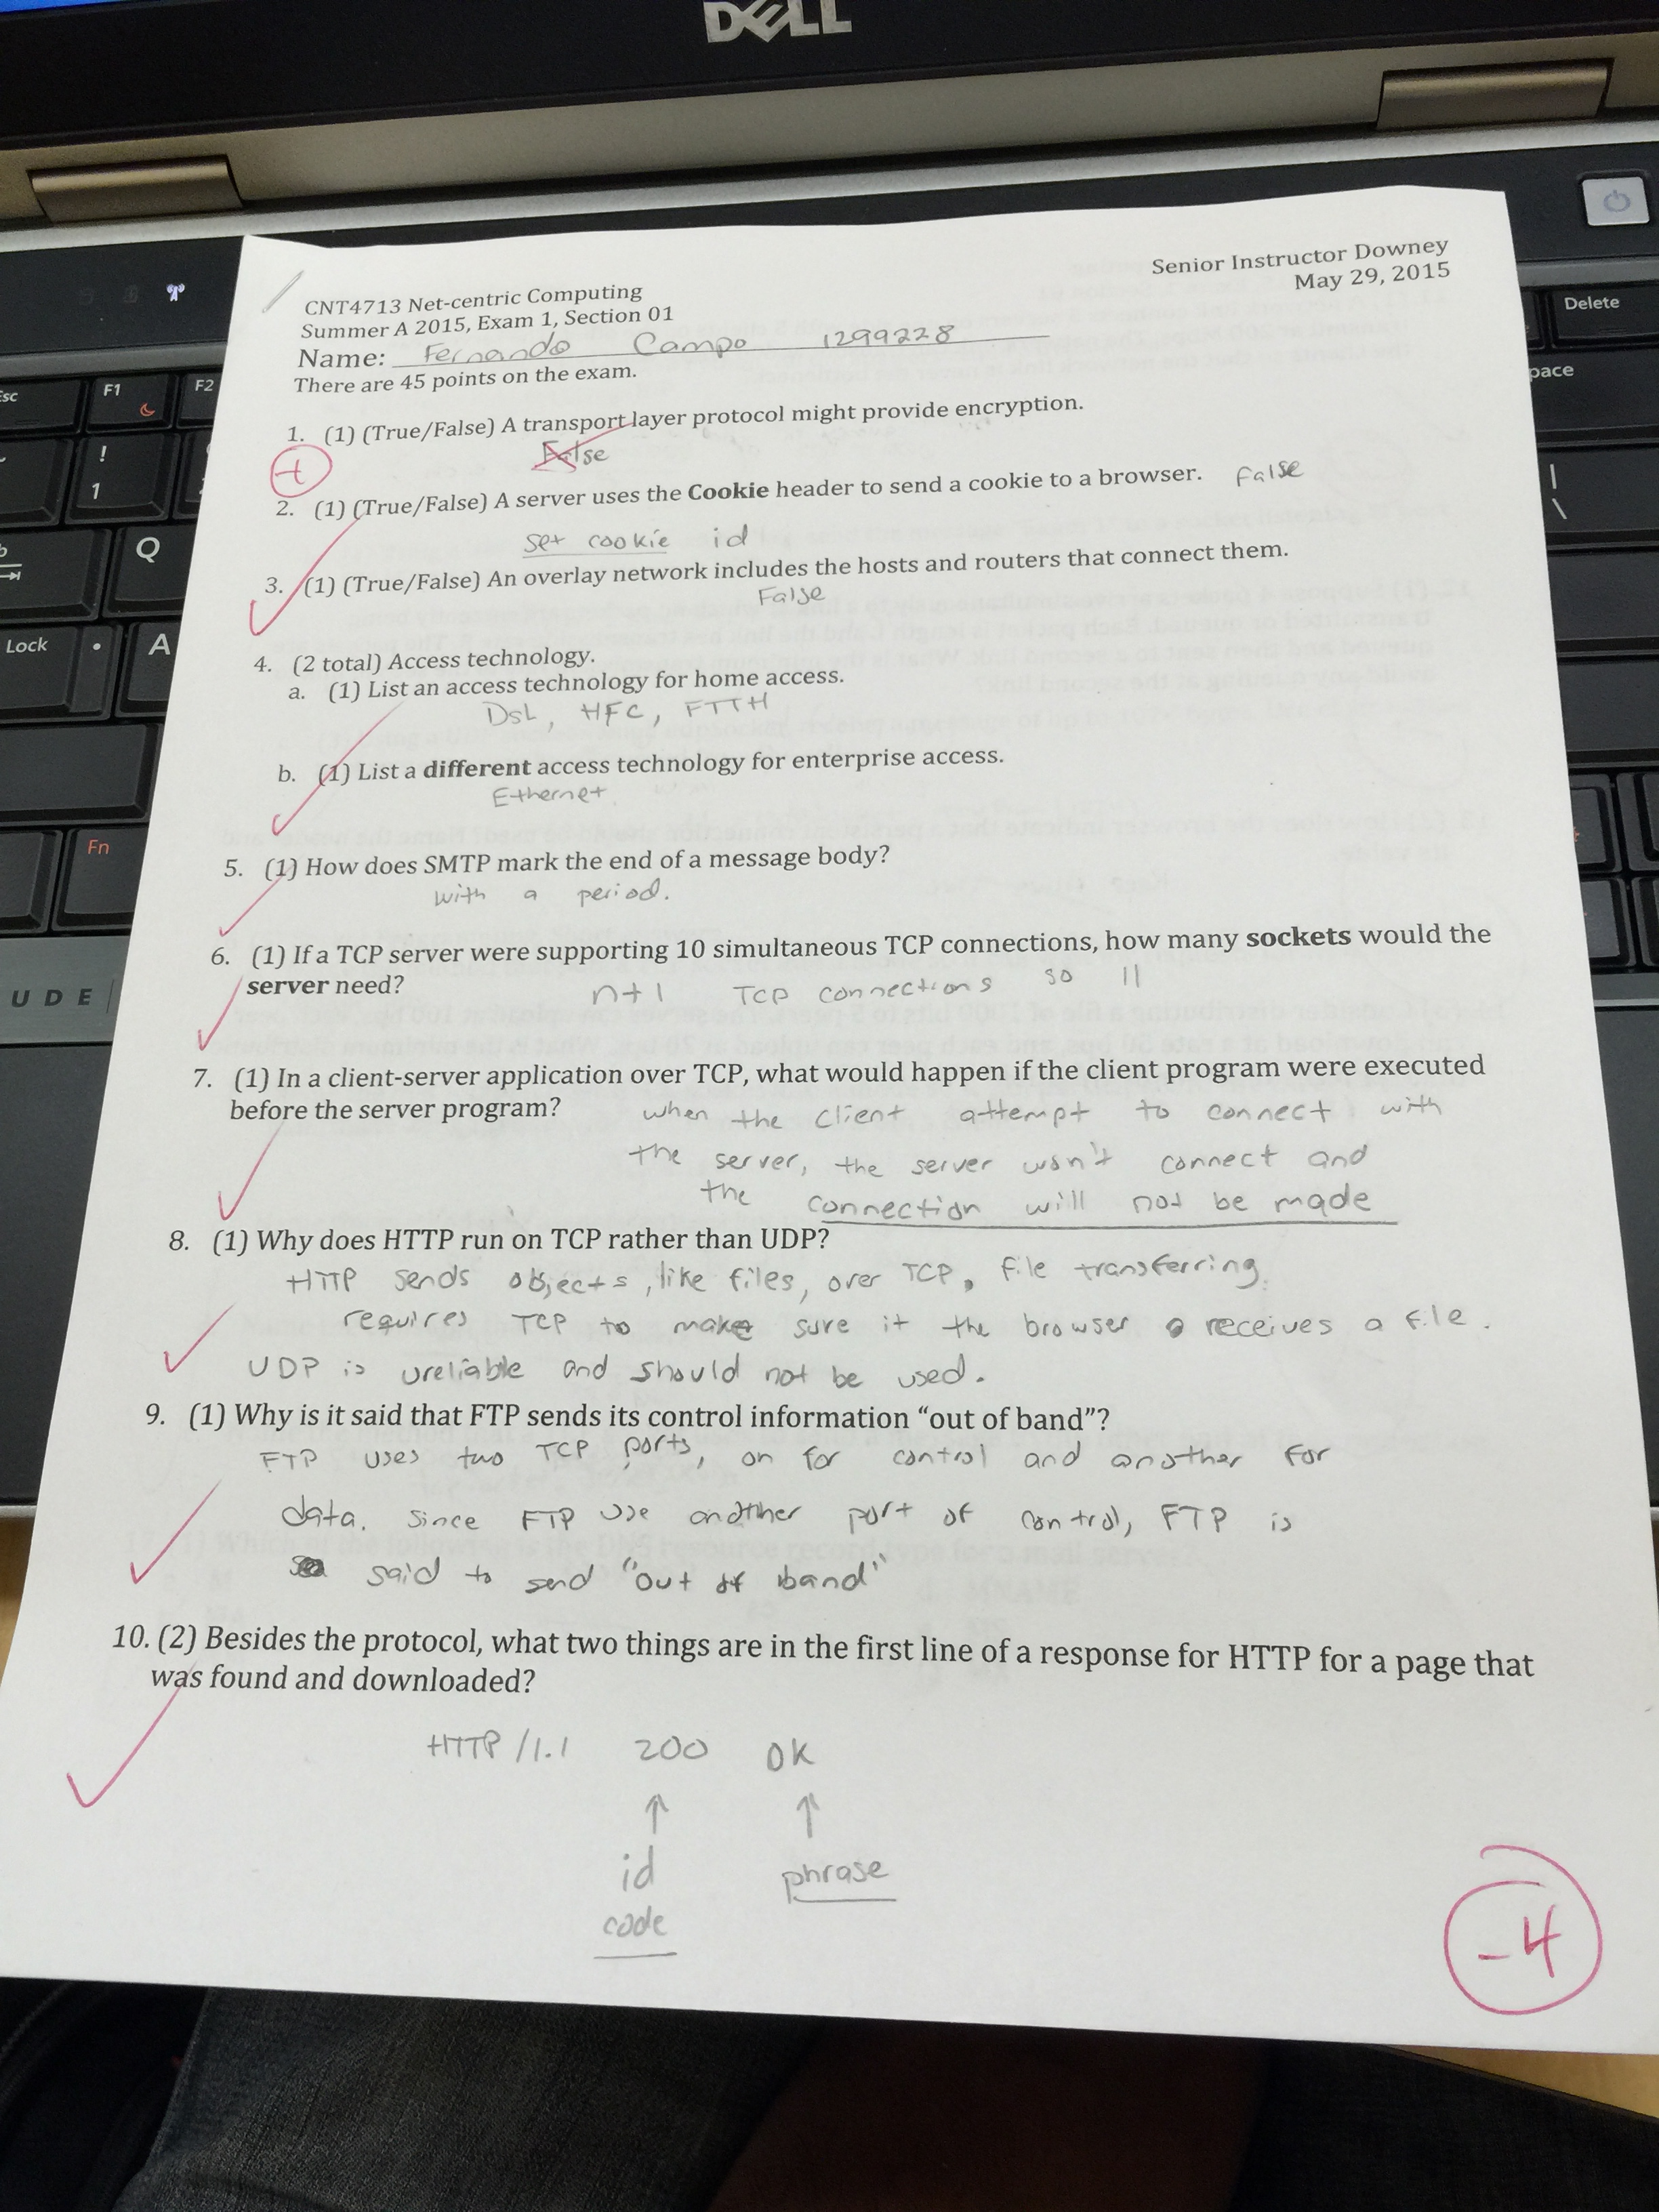 DELL
Delete
Esc
F1
F2
pace
!
1
|
\
Q
Lock
A
Fn
UDE
Senior Instructor Downey
May 29, 2015
CNT4713 Net-centric Computing
Summer A 2015, Exam 1, Section 01
Name: Fernando Campo 1299228
There are 45 points on the exam.
1. (1) (True/False) A transport layer protocol might provide encryption.
False
2. (1) (True/False) A server uses the Cookie header to send a cookie to a browser. False
set cookie id
3. (1) (True/False) An overlay network includes the hosts and routers that connect them.
False
4. (2 total) Access technology.
a. (1) List an access technology for home access.
DSL, HFC, FTTH
b. (1) List a different access technology for enterprise access.
Ethernet
5. (1) How does SMTP mark the end of a message body?
with a period.
6. (1) If a TCP server were supporting 10 simultaneous TCP connections, how many sockets would the
server need? n+1 TCP connections so 11
7. (1) In a client-server application over TCP, what would happen if the client program were executed
before the server program? when the client attempt to connect with
the server, the server won't connect and
the connection will not be made
8. (1) Why does HTTP run on TCP rather than UDP?
HTTP sends objects, like files, over TCP. file transferring
requires TCP to make sure it the browser receives a file.
UDP is ureliable and should not be used.
9. (1) Why is it said that FTP sends its control information “out of band”?
FTP uses two TCP ports, on for control and another for
data. Since FTP use another port of control, FTP is
said to send "out of band"
10. (2) Besides the protocol, what two things are in the first line of a response for HTTP for a page that
was found and downloaded?
HTTP/1.1 200 OK
id phrase
code
-4